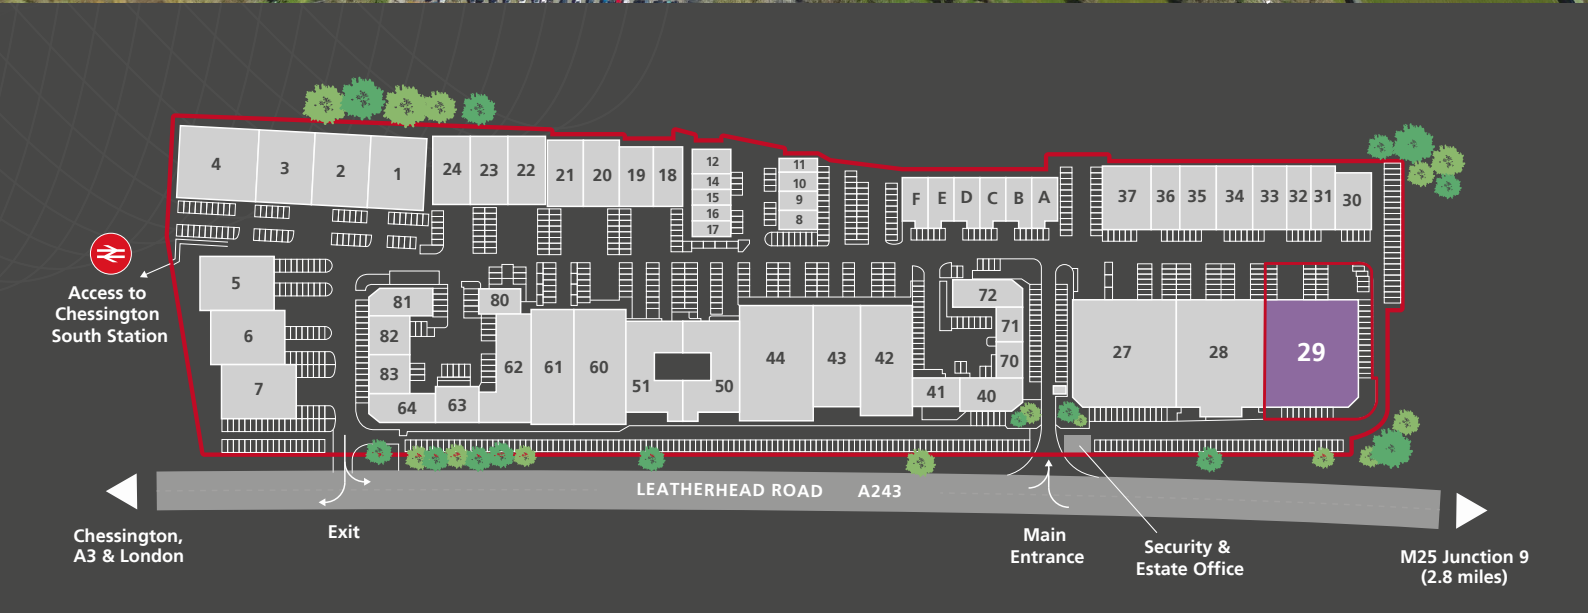 4
3
2
1
24
23
22
21
20
19
18
12
14
15
16
17
11
10
9
8
F
E
D
C
B
A
37
36
35
34
33
32
31
30
Access to
Chessington
South Station
5
6
7
81
82
83
64
63
80
62
61
60
51
50
44
43
42
41
40
72
71
70
27
28
29
LEATHERHEAD ROAD A243
Chessington,
A3 & London
Exit
Main
Entrance
Security &
Estate Office
M25 Junction 9
(2.8 miles)